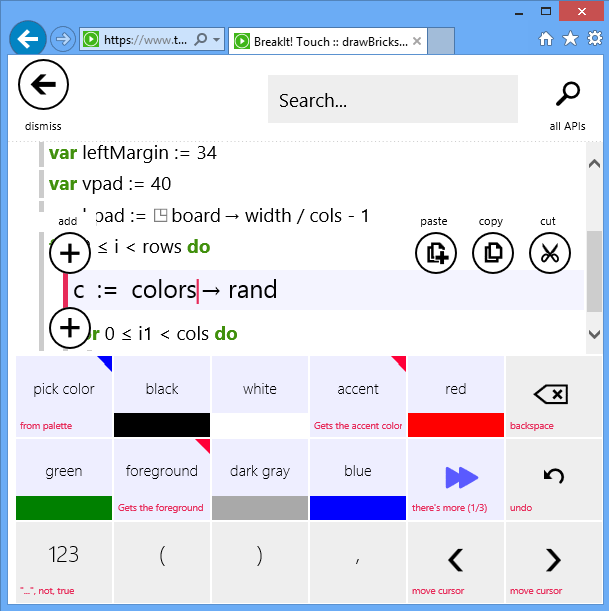 https://www.t...
BreakIt! Touch :: drawBricks...
dismiss
Search...
all APIs
var leftMargin := 34
var vpad := 40
pad := board → width / cols - 1
add
paste
copy
cut
≤ i < rows do
c := colors → rand
or 0 ≤ i1 < cols do
pick color
from palette
black
white
accent
Gets the accent color
red
backspace
green
foreground
Gets the foreground
dark gray
blue
there's more (1/3)
undo
123
"...", not, true
(
)
,
move cursor
move cursor